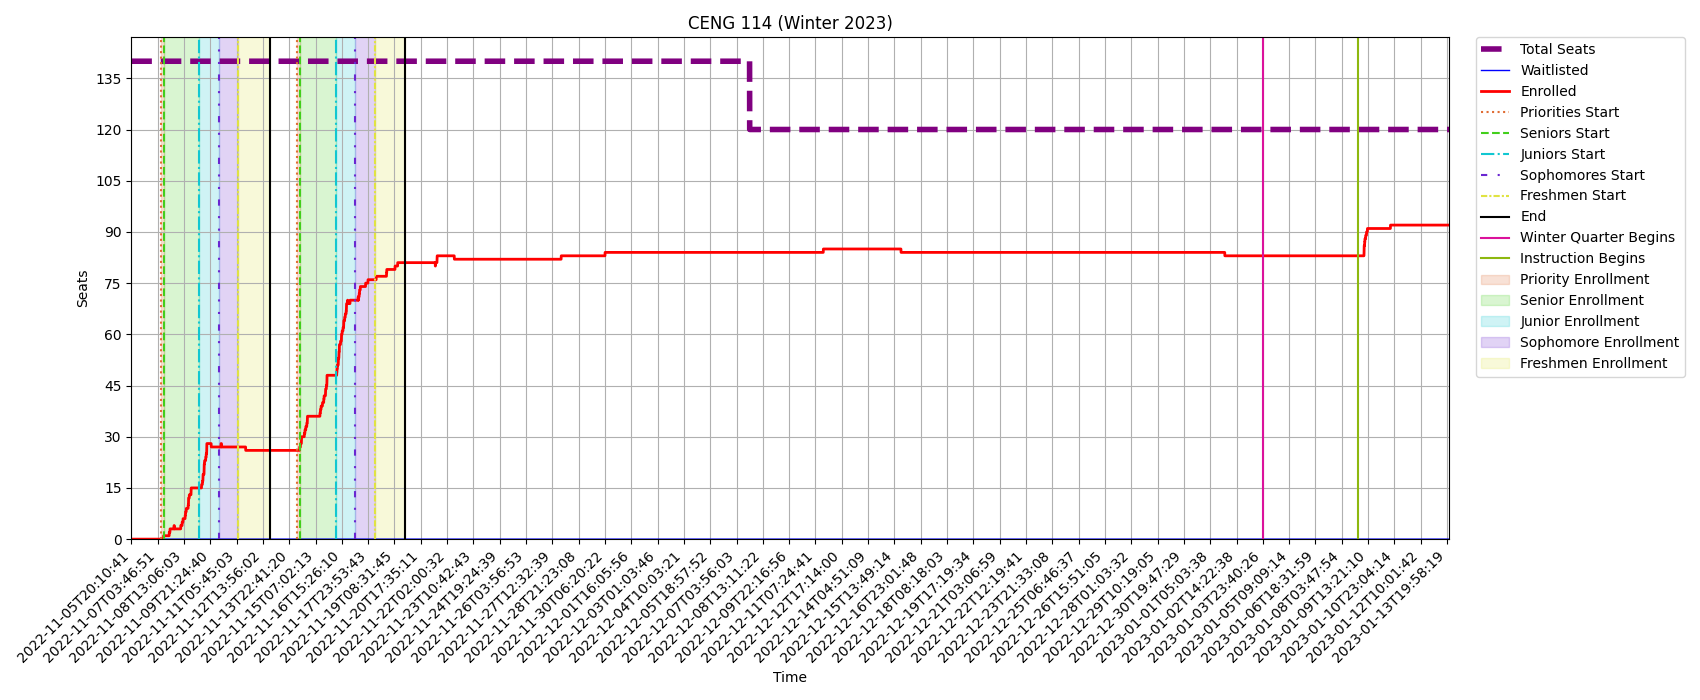 CENG 114 (Winter 2023)
Seats
135
120
105
90
75
60
45
30
15
0
2022-11-05T20:10:41
2022-11-07T03:46:51
2022-11-08T13:06:03
2022-11-09T21:24:40
2022-11-11T05:45:03
2022-11-12T13:56:02
2022-11-13T22:41:20
2022-11-15T07:02:13
2022-11-16T15:26:10
2022-11-17T23:53:43
2022-11-19T08:31:45
2022-11-20T17:35:11
2022-11-22T02:00:32
2022-11-23T10:42:43
2022-11-24T19:24:39
2022-11-26T03:56:53
2022-11-27T12:32:39
2022-11-28T21:23:08
2022-11-30T06:20:22
2022-12-01T16:05:56
2022-12-03T01:03:46
2022-12-04T10:03:21
2022-12-05T18:57:52
2022-12-07T03:56:03
2022-12-08T13:11:22
2022-12-09T22:16:56
2022-12-11T07:24:41
2022-12-12T17:14:00
2022-12-14T04:51:09
2022-12-15T13:49:14
2022-12-16T23:01:48
2022-12-18T08:18:03
2022-12-19T17:19:34
2022-12-21T03:06:59
2022-12-22T12:19:41
2022-12-23T21:33:08
2022-12-25T06:46:37
2022-12-26T15:51:05
2022-12-28T01:03:32
2022-12-29T10:19:05
2022-12-30T19:47:29
2023-01-01T05:03:38
2023-01-02T14:22:38
2023-01-03T23:40:26
2023-01-05T09:09:14
2023-01-06T18:31:59
2023-01-08T03:47:54
2023-01-09T13:21:10
2023-01-10T23:04:14
2023-01-12T10:01:42
2023-01-13T19:58:19
Time
Total Seats
Waitlisted
Enrolled
Priorities Start
Seniors Start
Juniors Start
Sophomores Start
Freshmen Start
End
Winter Quarter Begins
Instruction Begins
Priority Enrollment
Senior Enrollment
Junior Enrollment
Sophomore Enrollment
Freshmen Enrollment